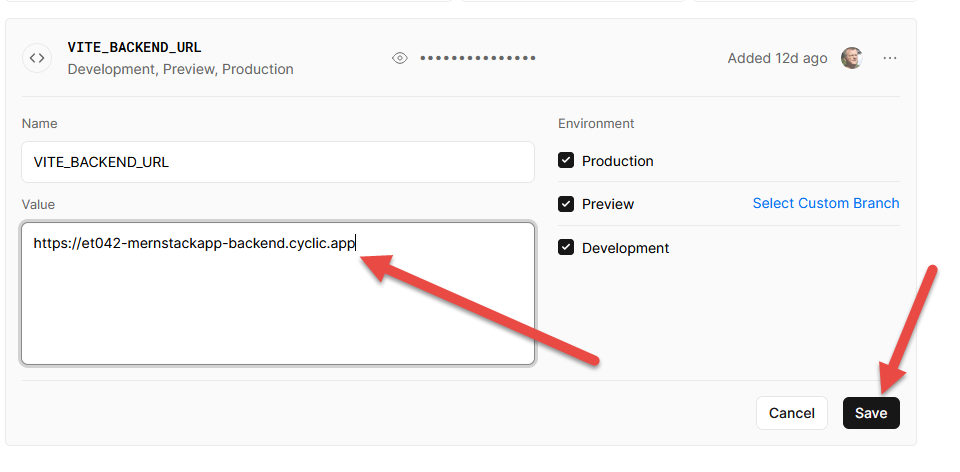 VITE_BACKEND_URL
Development, Preview, Production
•••••••••••••••
Added 12d ago
Name
VITE_BACKEND_URL
Value
https://et042-mernstackapp-backend.cyclic.app
Environment
Production
Preview
Select Custom Branch
Development
Cancel
Save